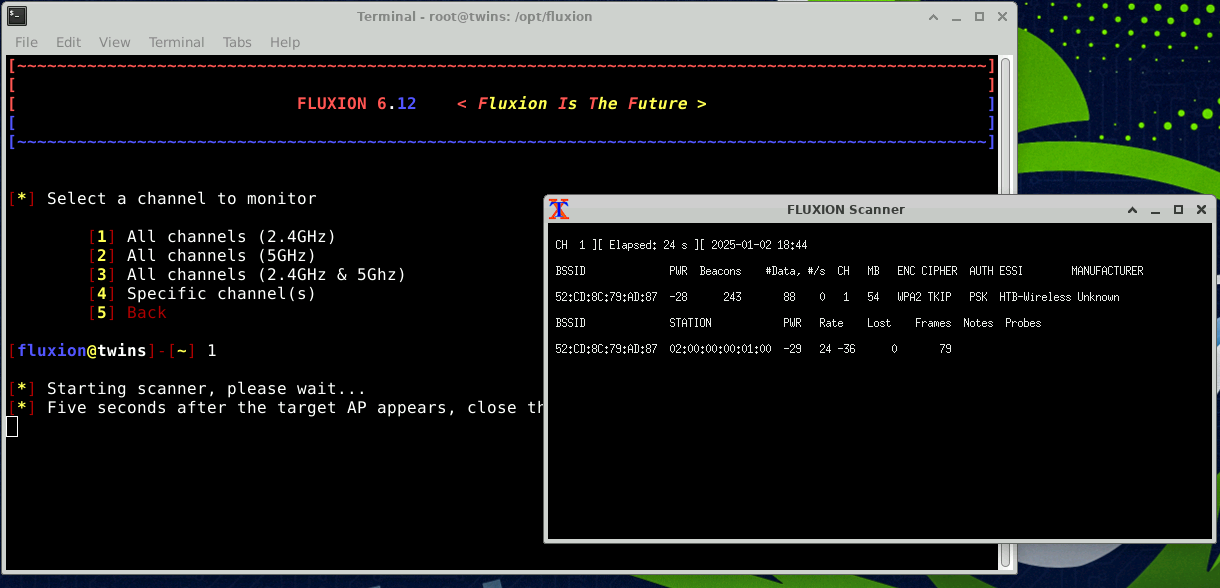 Terminal - root@twins: /opt/fluxion
File Edit View Terminal Tabs Help
[~~~~~~~~~~~~~~~~~~~~~~~~~~~~~~~~~~~~~~~~~~~~~~~~~~~~~~~~~~~~~~~~~~~~~~~~~~~~~~~~~~~~~~~~~~~~~~~~~]
[ ]
[ FLUXION 6.12 < Fluxion Is The Future > ]
[ ]
[~~~~~~~~~~~~~~~~~~~~~~~~~~~~~~~~~~~~~~~~~~~~~~~~~~~~~~~~~~~~~~~~~~~~~~~~~~~~~~~~~~~~~~~~~~~~~~~~~]
[*] Select a channel to monitor
[1] All channels (2.4GHz)
[2] All channels (5GHz)
[3] All channels (2.4GHz & 5Ghz)
[4] Specific channel(s)
[5] Back
[fluxion@twins]-[~] 1
[*] Starting scanner, please wait...
[*] Five seconds after the target AP appears, close th
FLUXION Scanner
CH 1 ][ Elapsed: 24 s ][ 2025-01-02 18:44
BSSID PWR Beacons #Data, #/s CH MB ENC CIPHER AUTH ESSI MANUFACTURER
52:CD:8C:79:AD:87 -28 243 88 0 1 54 WPA2 TKIP PSK HTB-Wireless Unknown
BSSID STATION PWR Rate Lost Frames Notes Probes
52:CD:8C:79:AD:87 02:00:00:00:01:00 -29 24 -36 0 79